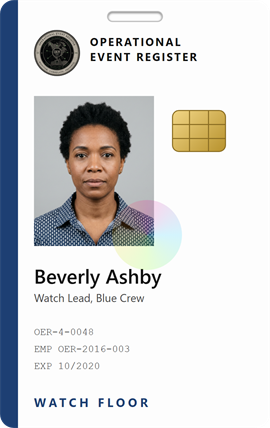 OPERATIONAL
EVENT REGISTER
Beverly Ashby
Watch Lead, Blue Crew
OER-4-0048
EMP OER-2016-003
EXP 10/2020
WATCH FLOOR